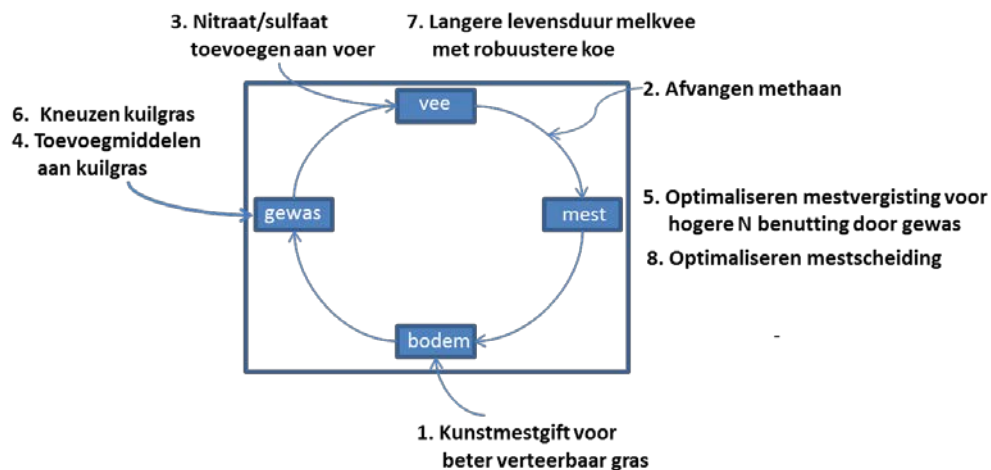 3. Nitraat/sulfaat
toevoegen aan voer
7. Langere levensduur melkvee
met robuustere koe
vee
2. Afvangen methaan
6. Kneuzen kuilgras
4. Toevoegmiddelen
aan kuilgras
gewas
mest
5. Optimaliseren mestvergisting voor
hogere N benutting door gewas
8. Optimaliseren mestscheiding
bodem
-
1. Kunstmestgift voor
beter verteerbaar gras